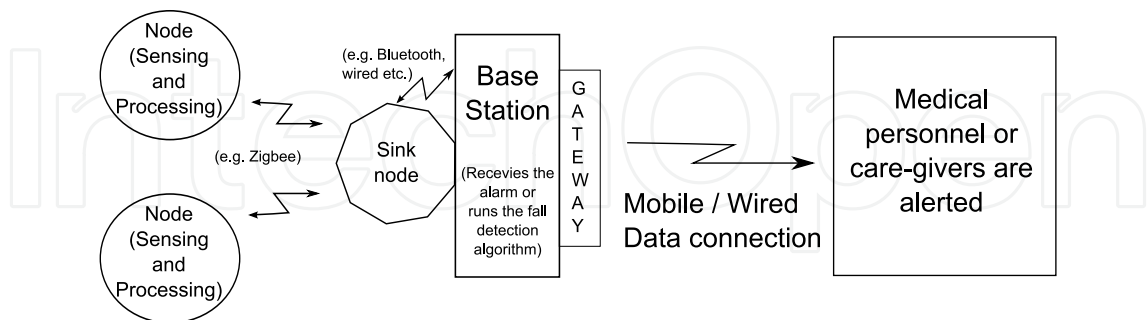 Node
(Sensing
and
Processing)
(e.g. Zigbee)
Node
(Sensing
and
Processing)
(e.g. Bluetooth,
wired etc.)
Sink
node
Base
Station
(Recevies the
alarm or
runs the fall
detection
algorithm)
G
A
T
E
W
A
Y
Mobile / Wired
Data connection
Medical
personnel or
care-givers are
alerted
IntechOpen